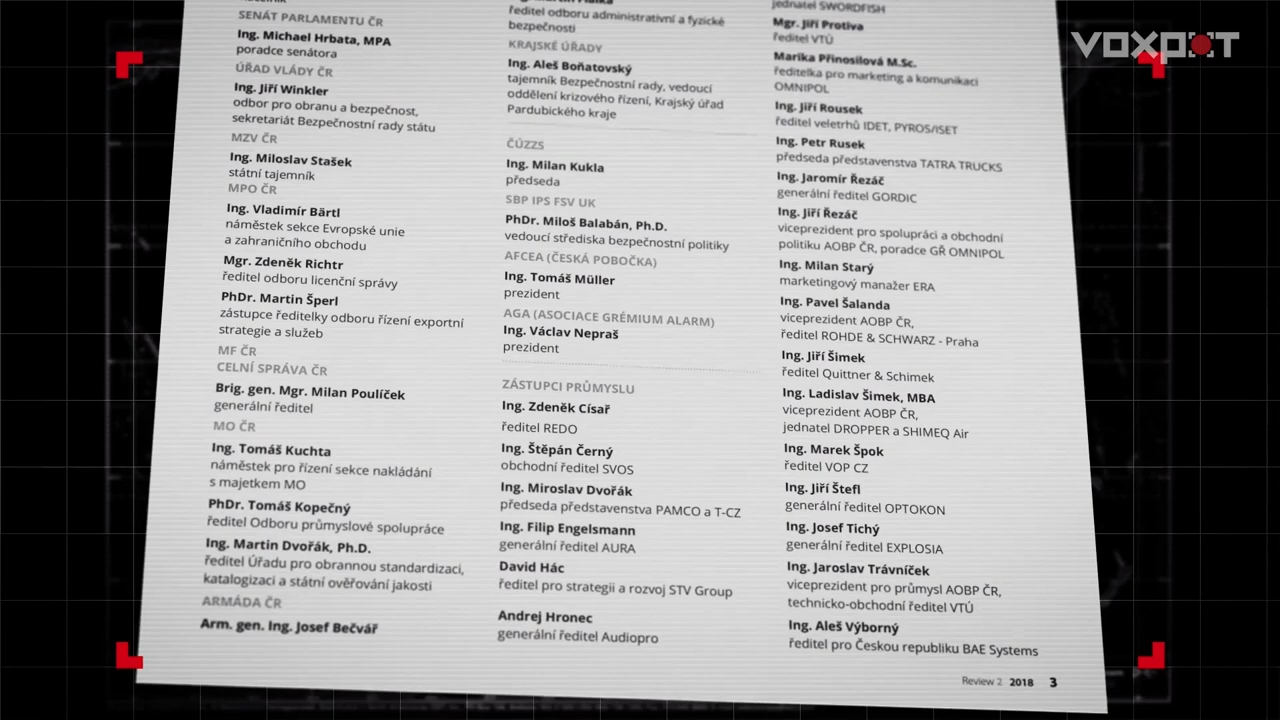 SENÁT PARLAMENTU ČR
Ing. Michael Hrbata, MPA
poradce senátora
ÚŘAD VLÁDY ČR
Ing. Jiří Winkler
odbor pro obranu a bezpečnost,
sekretariát Bezpečnostní rady státu
MZV ČR
Ing. Miloslav Stašek
státní tajemník
MPO ČR
Ing. Vladimír Bärtl
náměstek sekce Evropské unie
a zahraničního obchodu
Mgr. Zdeněk Richtr
ředitel odboru licenční správy
PhDr. Martin Šperl
zástupce ředitelky odboru řízení exportní
strategie a služeb
MF ČR
CELNÍ SPRÁVA ČR
Brig. gen. Mgr. Milan Poulíček
generální ředitel
MO ČR
Ing. Tomáš Kuchta
náměstek pro řízení sekce nakládání
s majetkem MO
PhDr. Tomáš Kopečný
ředitel Odboru průmyslové spolupráce
Ing. Martin Dvořák, Ph.D.
ředitel Úřadu pro obrannou standardizaci,
katalogizaci a státní ověřování jakosti
ARMÁDA ČR
Arm. gen. Ing. Josef Bečvář
ředitel odboru administrativní a fyzické
bezpečnosti
KRAJSKÉ ÚŘADY
Ing. Aleš Boňatovský
tajemník Bezpečnostní rady, vedoucí
oddělení krizového řízení, Krajský úřad
Pardubického kraje
ČÚZZS
Ing. Milan Kukla
předseda
SBP IPS FSV UK
PhDr. Miloš Balabán, Ph.D.
vedoucí střediska bezpečnostní politiky
AFCEA (ČESKÁ POBOČKA)
Ing. Tomáš Müller
prezident
AGA (ASOCIACE GRÉMIUM ALARM)
Ing. Václav Nepraš
prezident
ZÁSTUPCI PRŮMYSLU
Ing. Zdeněk Císař
ředitel REDO
Ing. Štěpán Černý
obchodní ředitel SVOS
Ing. Miroslav Dvořák
předseda představenstva PAMCO a T-CZ
Ing. Filip Engelsmann
generální ředitel AURA
David Hác
ředitel pro strategii a rozvoj STV Group
Andrej Hronec
generální ředitel Audiopro
jednatel SWORDFISH
Mgr. Jiří Protiva
ředitel VTÚ
Marika Přinosilová M.Sc.
ředitelka pro marketing a komunikaci
OMNIPOL
Ing. Jiří Rousek
ředitel veletrhů IDET, PYROS/ISET
Ing. Petr Rusek
předseda představenstva TATRA TRUCKS
Ing. Jaromír Řezáč
generální ředitel GORDIC
Ing. Jiří Řezáč
viceprezident pro spolupráci a obchodní
politiku AOBP ČR, poradce GŘ OMNIPOL
Ing. Milan Starý
marketingový manažer ERA
Ing. Pavel Šalanda
viceprezident AOBP ČR,
ředitel ROHDE & SCHWARZ - Praha
Ing. Jiří Šimek
ředitel Quittner & Schimek
Ing. Ladislav Šimek, MBA
viceprezident AOBP ČR,
jednatel DROPPER a SHIMEQ Air
Ing. Marek Špok
ředitel VOP CZ
Ing. Jiří Štefl
generální ředitel OPTOKON
Ing. Josef Tichý
generální ředitel EXPLOSIA
Ing. Jaroslav Trávníček
viceprezident pro průmysl AOBP ČR,
technicko-obchodní ředitel VTÚ
Ing. Aleš Výborný
ředitel pro Českou republiku BAE Systems
Review 2 2018 3
VOXPOT